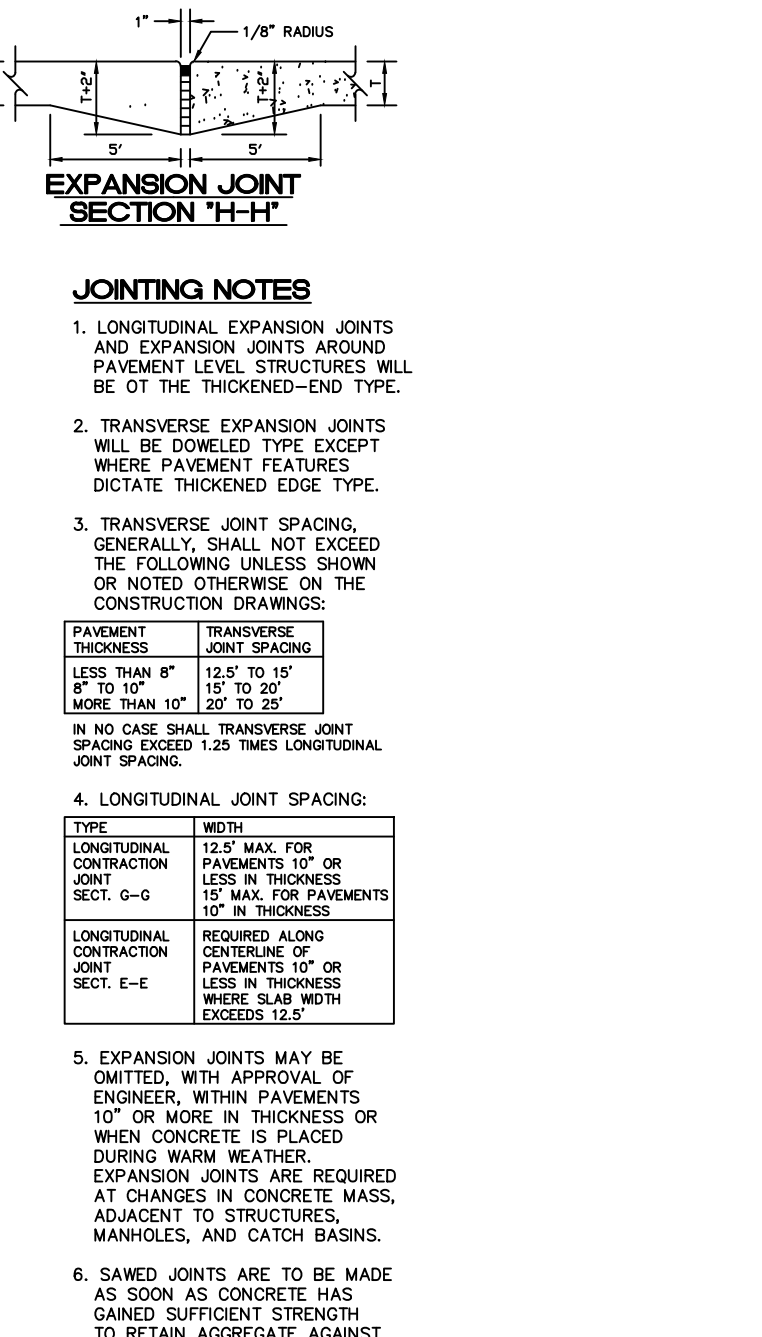 1"
1/8" RADIUS
T+2"
T+2"
T
5'
5'
EXPANSION JOINT
SECTION "H-H"
JOINTING NOTES
1. LONGITUDINAL EXPANSION JOINTS
AND EXPANSION JOINTS AROUND
PAVEMENT LEVEL STRUCTURES WILL
BE OT THE THICKENED-END TYPE.
2. TRANSVERSE EXPANSION JOINTS
WILL BE DOWELED TYPE EXCEPT
WHERE PAVEMENT FEATURES
DICTATE THICKENED EDGE TYPE.
3. TRANSVERSE JOINT SPACING,
GENERALLY, SHALL NOT EXCEED
THE FOLLOWING UNLESS SHOWN
OR NOTED OTHERWISE ON THE
CONSTRUCTION DRAWINGS:
PAVEMENT TRANSVERSE
THICKNESS JOINT SPACING
LESS THAN 8" 12.5' TO 15'
8" TO 10" 15' TO 20'
MORE THAN 10" 20' TO 25'
IN NO CASE SHALL TRANSVERSE JOINT
SPACING EXCEED 1.25 TIMES LONGITUDINAL
JOINT SPACING.
4. LONGITUDINAL JOINT SPACING:
TYPE WIDTH
LONGITUDINAL 12.5' MAX. FOR
CONTRACTION PAVEMENTS 10" OR
JOINT LESS IN THICKNESS
SECT. G-G 15' MAX. FOR PAVEMENTS
10" IN THICKNESS
LONGITUDINAL REQUIRED ALONG
CONTRACTION CENTERLINE OF
JOINT PAVEMENTS 10" OR
SECT. E-E LESS IN THICKNESS
WHERE SLAB WIDTH
EXCEEDS 12.5'
5. EXPANSION JOINTS MAY BE
OMITTED, WITH APPROVAL OF
ENGINEER, WITHIN PAVEMENTS
10" OR MORE IN THICKNESS OR
WHEN CONCRETE IS PLACED
DURING WARM WEATHER.
EXPANSION JOINTS ARE REQUIRED
AT CHANGES IN CONCRETE MASS,
ADJACENT TO STRUCTURES,
MANHOLES, AND CATCH BASINS.
6. SAWED JOINTS ARE TO BE MADE
AS SOON AS CONCRETE HAS
GAINED SUFFICIENT STRENGTH
TO RETAIN AGGREGATE AGAINST